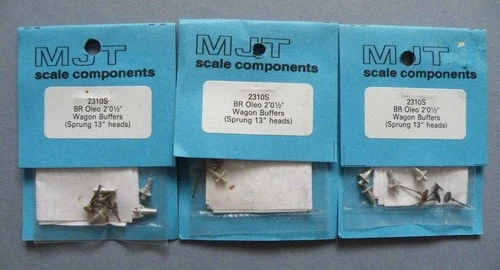 MJT
scale components
2310S
BR Oleo 2'0½"
Wagon Buffers
(Sprung 13" heads)
MJT
scale components
2310S
BR Oleo 2'0½"
Wagon Buffers
(Sprung 13" heads)
MJT
scale components
2310S
BR Oleo 2'0½"
Wagon Buffers
(Sprung 13" heads)